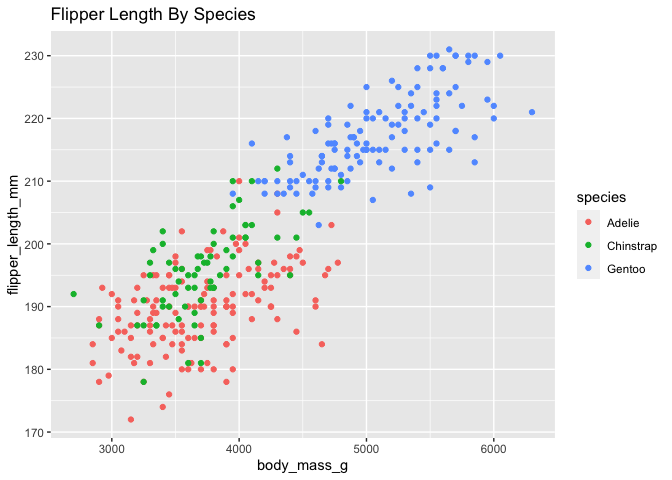 Flipper Length By Species
flipper_length_mm
230
220
210
200
190
180
170
3000
4000
5000
6000
body_mass_g
species
Adelie
Chinstrap
Gentoo